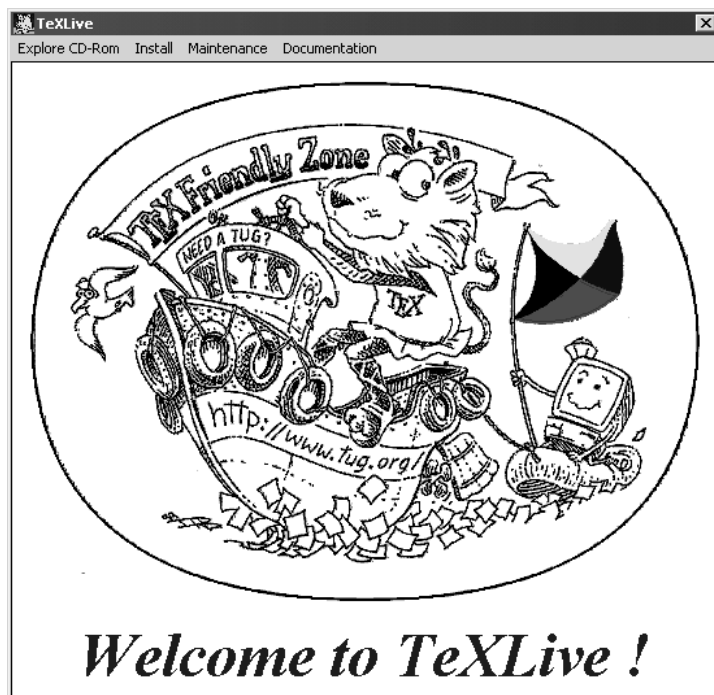 TeXLive
Explore CD-Rom Install Maintenance Documentation
TEX Friendly Zone
NEED A TUG?
TEX
http://www.tug.org/
Welcome to TeXLive !